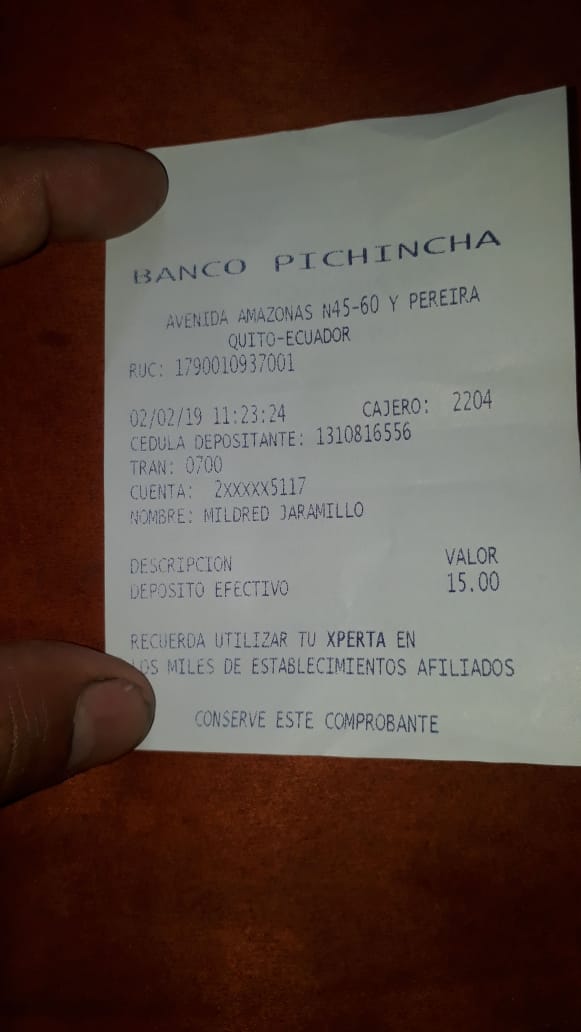 BANCO PICHINCHA
AVENIDA AMAZONAS N45-60 Y PEREIRA
QUITO-ECUADOR
RUC: 1790010937001
02/02/19 11:23:24 CAJERO: 2204
CEDULA DEPOSITANTE: 1310816556
TRAN: 0700
CUENTA: 2XXXXX5117
NOMBRE: MILDRED JARAMILLO
DESCRIPCION VALOR
DEPOSITO EFECTIVO 15.00
RECUERDA UTILIZAR TU XPERTA EN
LOS MILES DE ESTABLECIMIENTOS AFILIADOS
CONSERVE ESTE COMPROBANTE